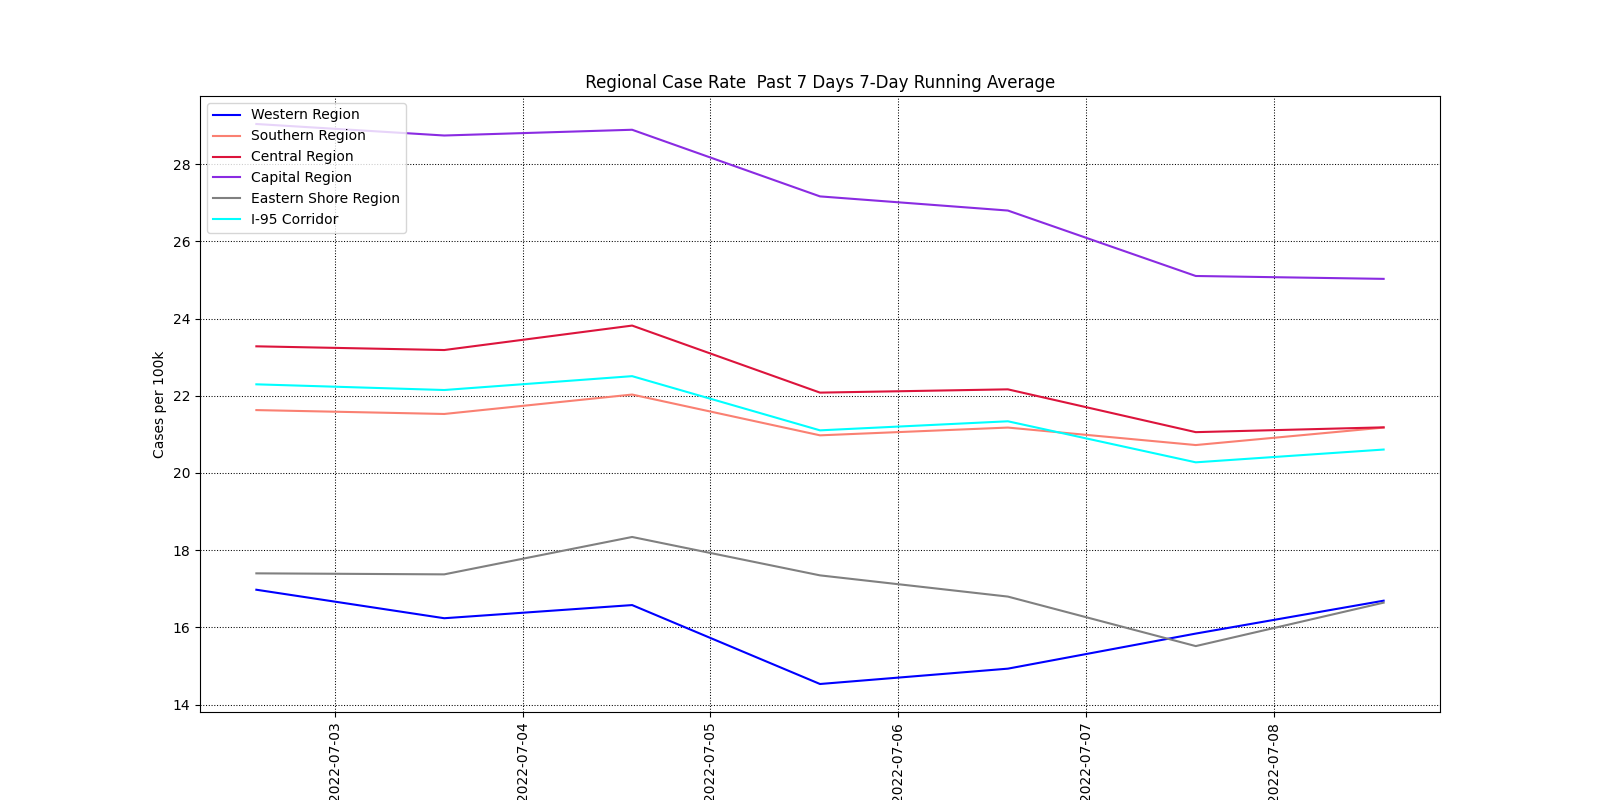 Regional Case Rate  Past 7 Days 7-Day Running Average
Western Region
Southern Region
Central Region
Capital Region
Eastern Shore Region
I-95 Corridor
Cases per 100k
28
26
24
22
20
18
16
14
2022-07-03
2022-07-04
2022-07-05
2022-07-06
2022-07-07
2022-07-08